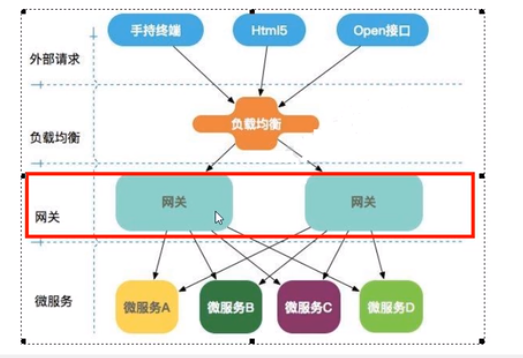 手持终端
Html5
Open接口
外部请求
负载均衡
负载均衡
网关
网关
网关
微服务
微服务A
微服务B
微服务C
微服务D